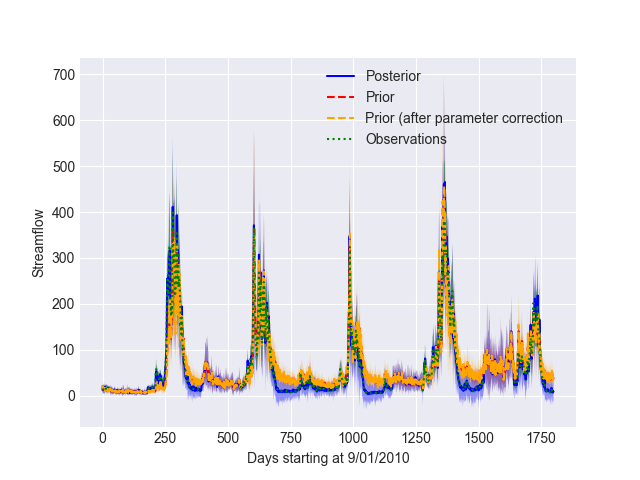 700
600
500
400
300
200
100
0
Streamflow
Posterior
Prior
Prior (after parameter correction
Observations
0 250 500 750 1000 1250 1500 1750
Days starting at 9/01/2010